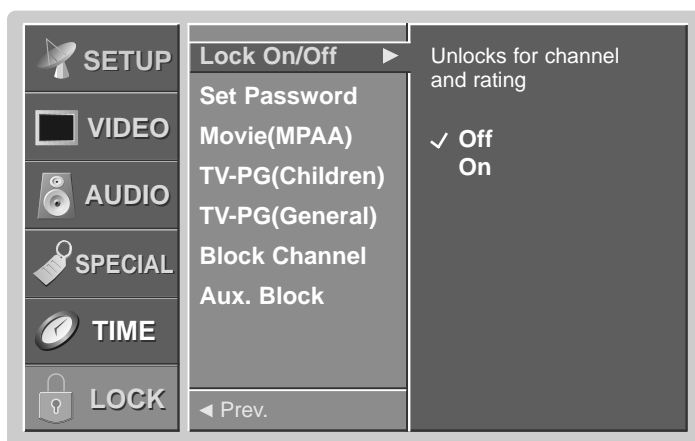 SETUP
VIDEO
AUDIO
SPECIAL
TIME
LOCK
Lock On/Off ►
Set Password
Movie(MPAA)
TV-PG(Children)
TV-PG(General)
Block Channel
Aux. Block
◄ Prev.
Unlocks for channel
and rating
✓ Off
On